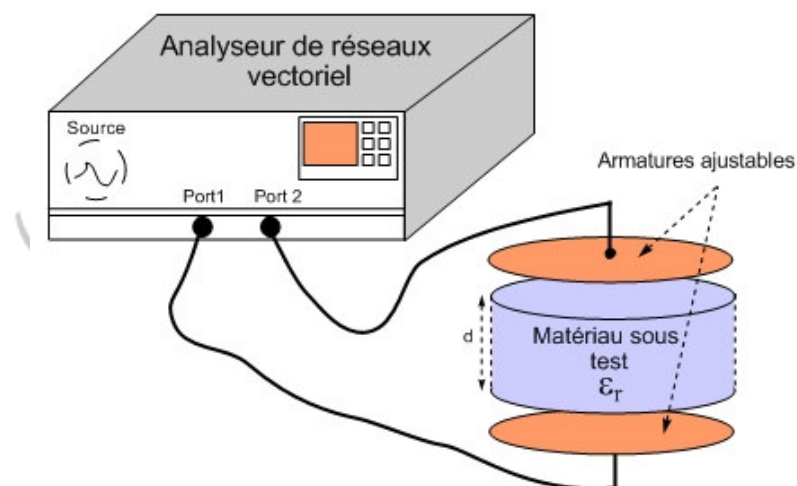 Analyseur de réseaux
vectoriel
Source
Port1
Port 2
Armatures ajustables
d
Matériau sous
test
εr